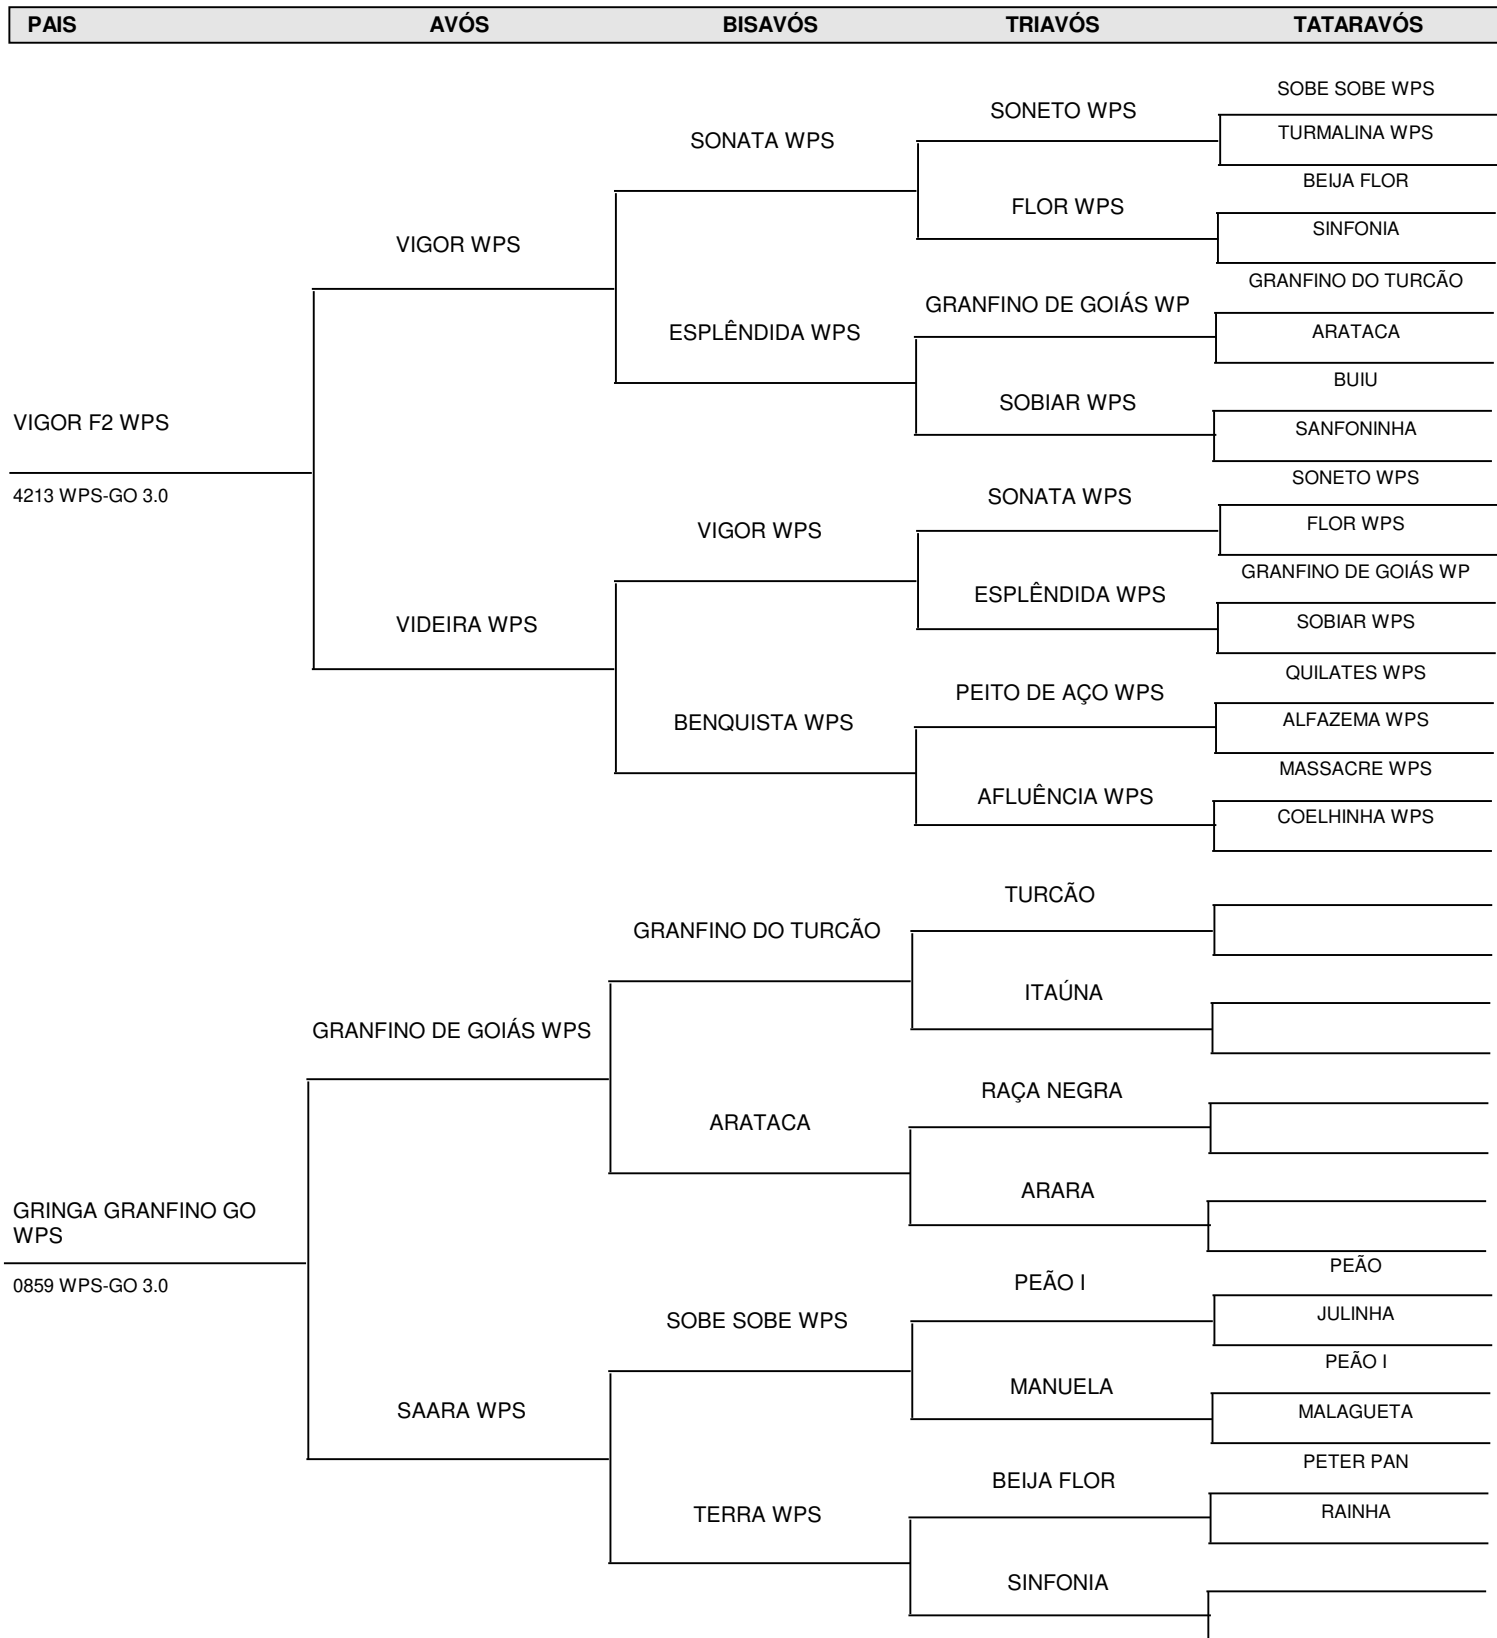 PAIS AVÓS BISAVÓS TRIAVÓS TATARAVÓS
SOBE SOBE WPS
SONETO WPS
TURMALINA WPS
SONATA WPS
BEIJA FLOR
FLOR WPS
SINFONIA
VIGOR WPS
GRANFINO DO TURCÃO
GRANFINO DE GOIÁS WP
ESPLÊNDIDA WPS
ARATACA
BUIU
SOBIAR WPS
VIGOR F2 WPS
SANFONINHA
SONETO WPS
4213 WPS-GO 3.0
SONATA WPS
VIGOR WPS
FLOR WPS
GRANFINO DE GOIÁS WP
ESPLÊNDIDA WPS
VIDEIRA WPS
SOBIAR WPS
QUILATES WPS
PEITO DE AÇO WPS
BENQUISTA WPS
ALFAZEMA WPS
MASSACRE WPS
AFLUÊNCIA WPS
COELHINHA WPS
TURCÃO
GRANFINO DO TURCÃO
ITAÚNA
GRANFINO DE GOIÁS WPS
RAÇA NEGRA
ARATACA
ARARA
GRINGA GRANFINO GO
WPS
PEÃO
0859 WPS-GO 3.0
PEÃO I
JULINHA
SOBE SOBE WPS
PEÃO I
MANUELA
SAARA WPS
MALAGUETA
PETER PAN
BEIJA FLOR
RAINHA
TERRA WPS
SINFONIA